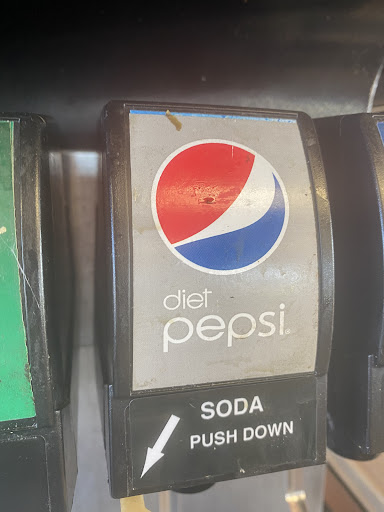 diet
pepsi
SODA
PUSH DOWN